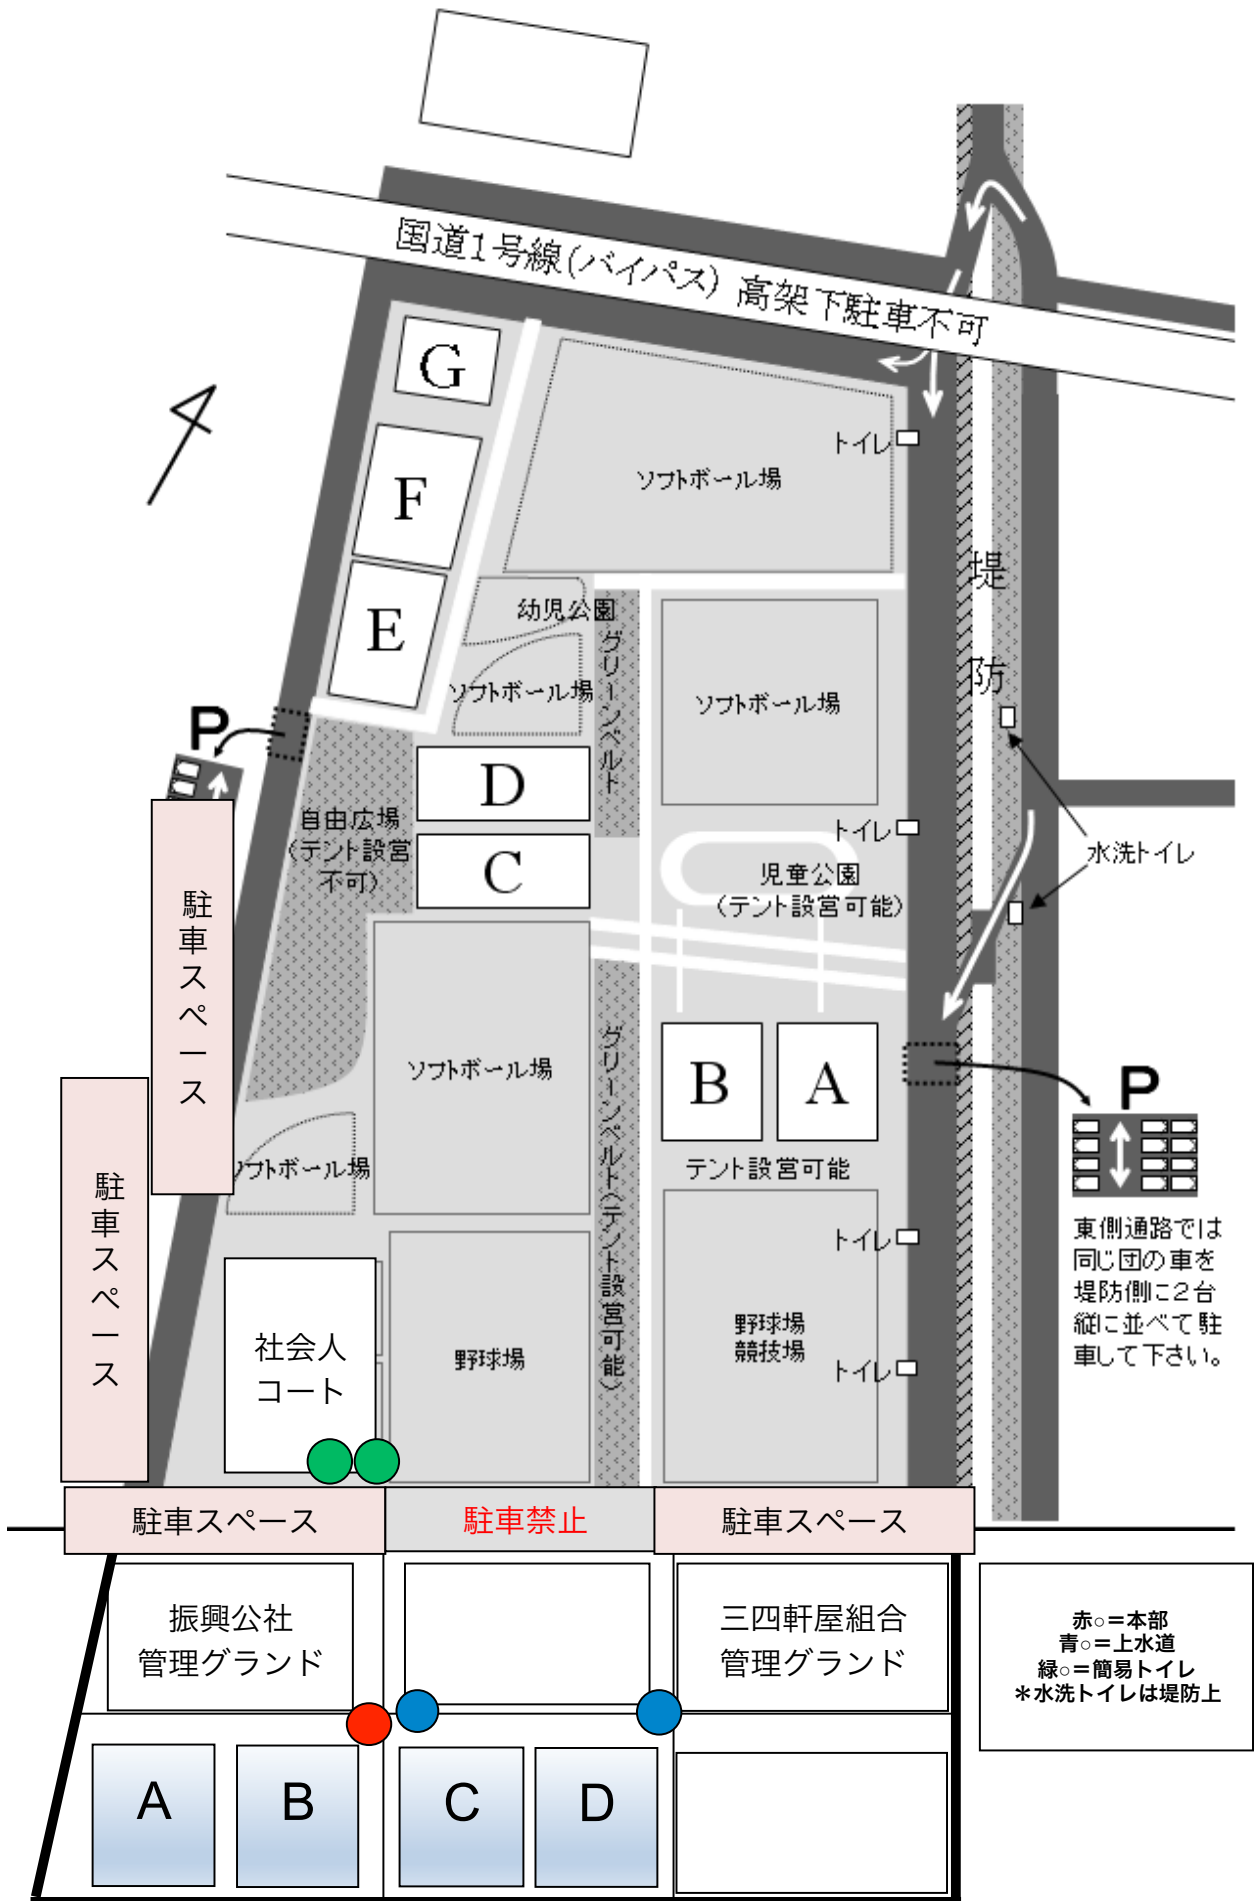 国道1号線(バイパス) 高架下駐車不可
G
トイレ
ソフトボール場
F
堤防
E
幼児公園
グリーンベルト
ソフトボール場
ソフトボール場
P
D
自由広場
(テント設営
不可)
トイレ
水洗トイレ
C
児童公園
(テント設営可能)
駐車スペース
ソフトボール場
グリーンベルト(テント設営可能)
B
A
P
テント設営可能
駐車スペース
ソフトボール場
トイレ
東側通路では
同じ団の車を
堤防側に2台
縦に並べて駐
車して下さい。
社会人
コート
野球場
野球場
競技場
トイレ
駐車スペース
駐車禁止
駐車スペース
振興公社
管理グランド
三四軒屋組合
管理グランド
赤○=本部
青○=上水道
緑○=簡易トイレ
*水洗トイレは堤防上
A
B
C
D